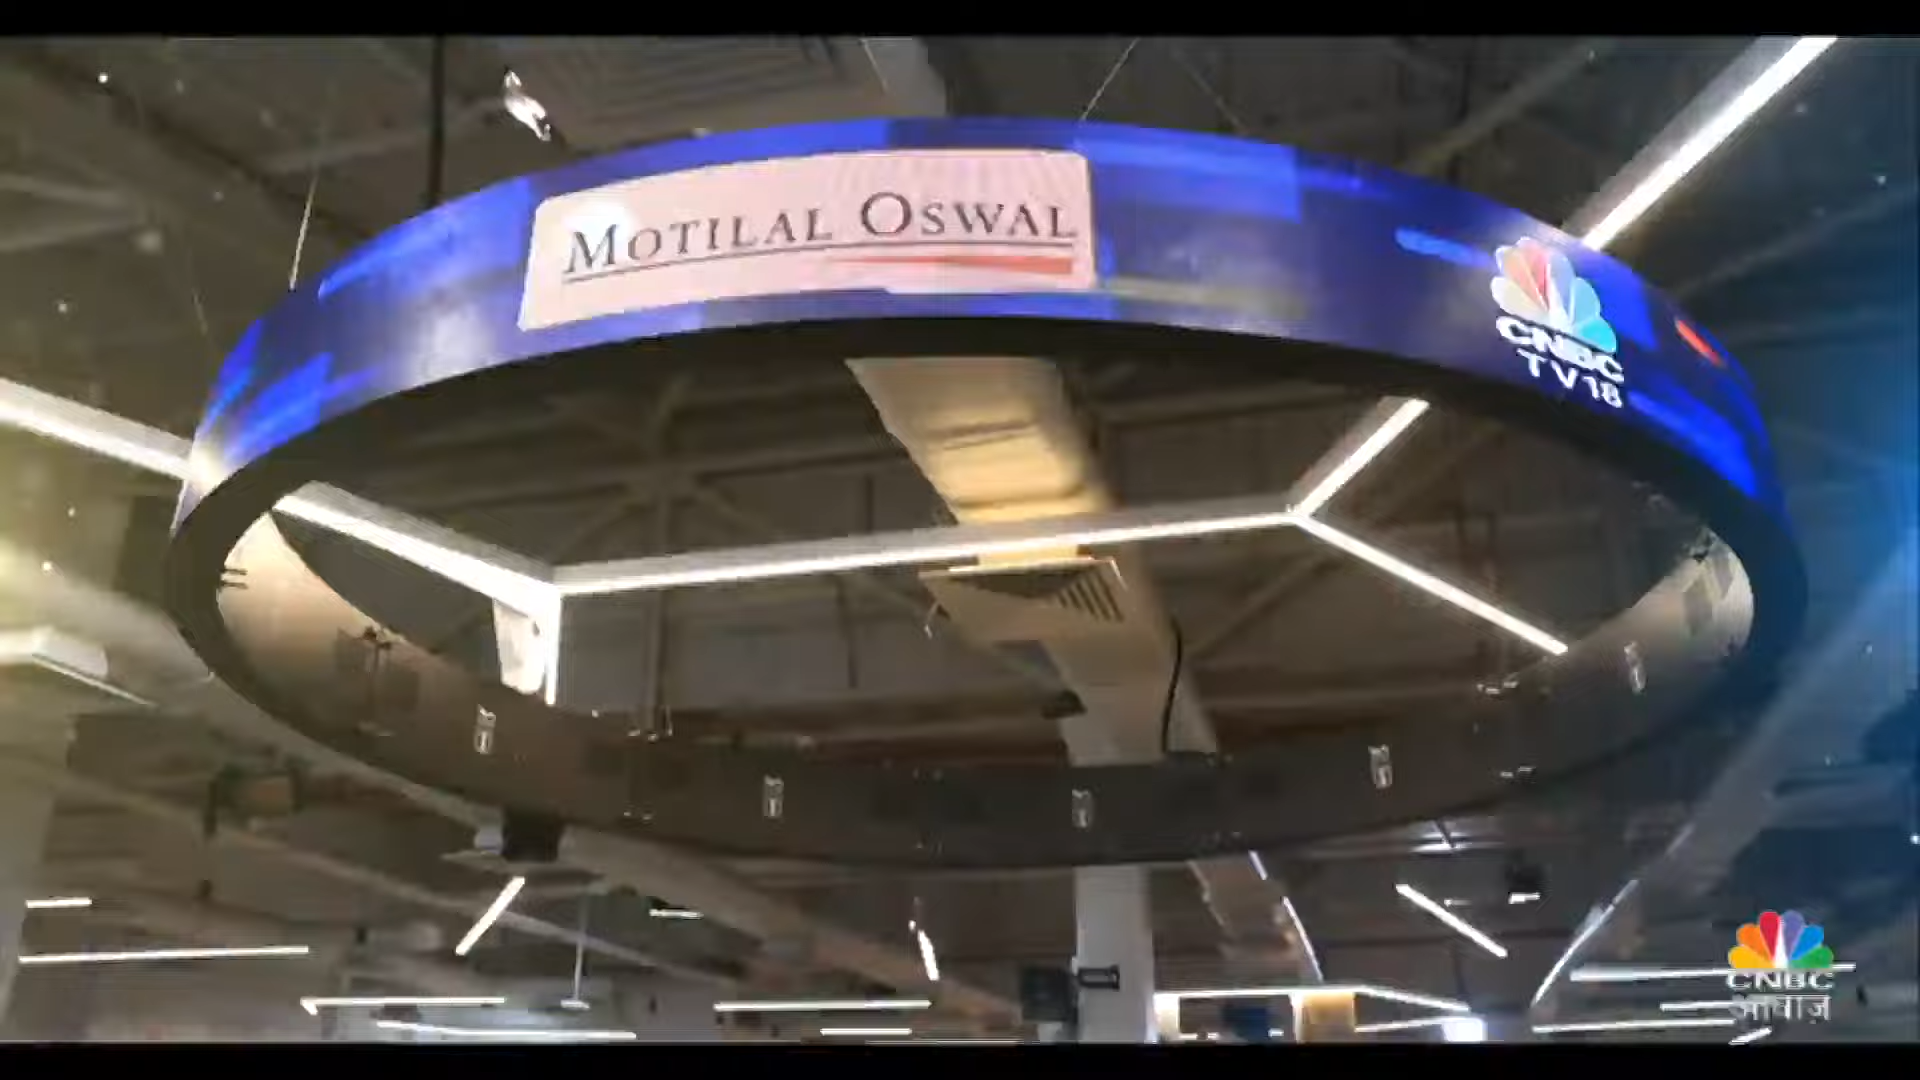 MOTILAL OSWAL
CNBC
TV18
CNBC
आवाज़